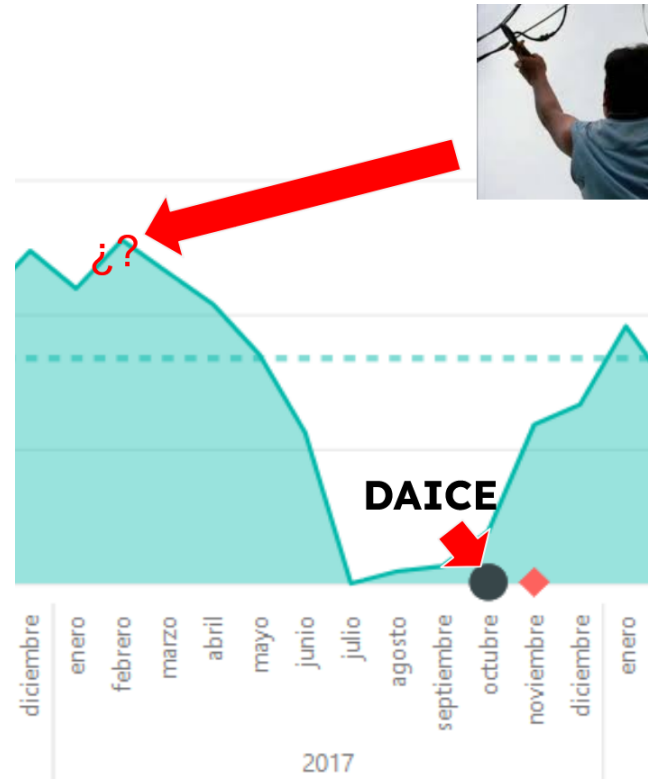 ¿?
DAICE
diciembre
enero
febrero
marzo
abril
mayo
junio
julio
agosto
septiembre
octubre
noviembre
diciembre
enero
2017